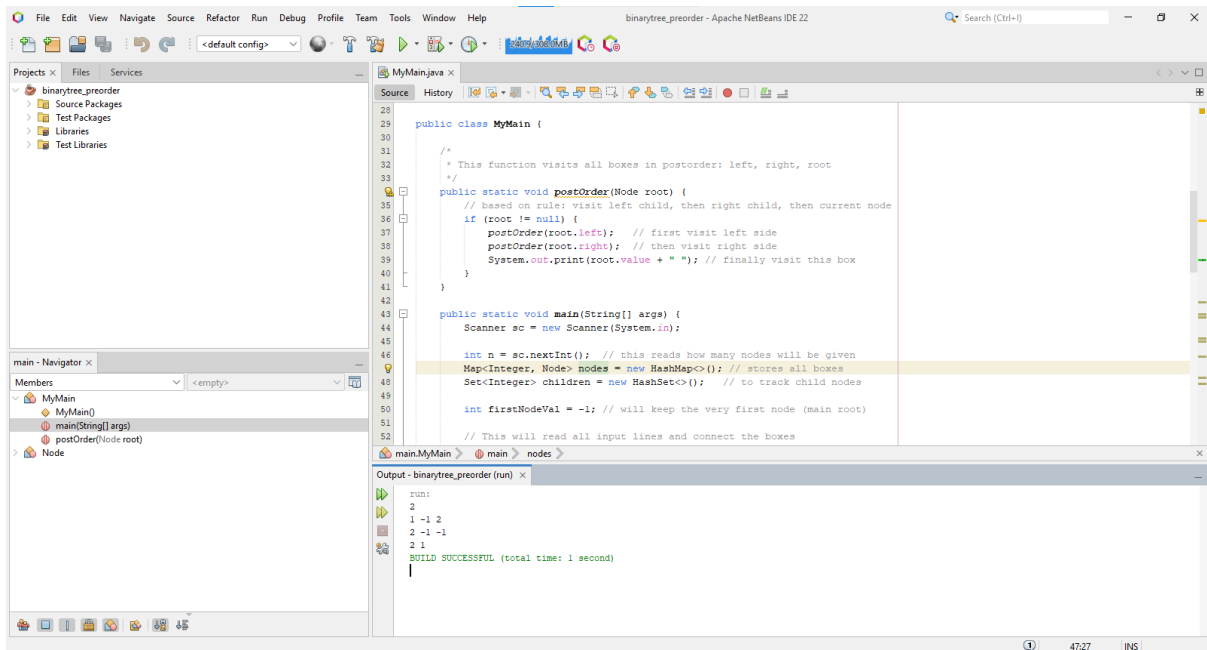 File Edit View Navigate Source Refactor Run Debug Profile Team Tools Window Help binarytree_preorder - Apache NetBeans IDE 22 Search (Ctrl+I)
<default config> 240.9/308.0MB
Projects Files Services
binarytree_preorder
Source Packages
Test Packages
Libraries
Test Libraries
main - Navigator
Members <empty>
MyMain
MyMain()
main(String[] args)
postOrder(Node root)
Node
MyMain.java
Source History
28
29 public class MyMain {
30
31 /*
32 * This function visits all boxes in postorder: left, right, root
33 */
public static void postOrder(Node root) {
35 // based on rule: visit left child, then right child, then current node
36 if (root != null) {
37 postOrder(root.left); // first visit left side
38 postOrder(root.right); // then visit right side
39 System.out.print(root.value + " "); // finally visit this box
40 }
41 }
42
43 public static void main(String[] args) {
44 Scanner sc = new Scanner(System.in);
45
46 int n = sc.nextInt(); // this reads how many nodes will be given
Map<Integer, Node> nodes = new HashMap<>(); // stores all boxes
48 Set<Integer> children = new HashSet<>(); // to track child nodes
49
50 int firstNodeVal = -1; // will keep the very first node (main root)
51
52 // This will read all input lines and connect the boxes
main.MyMain main nodes
Output - binarytree_preorder (run)
run:
2
1 -1 2
2 -1 -1
2 1
BUILD SUCCESSFUL (total time: 1 second)
1 47:27 INS